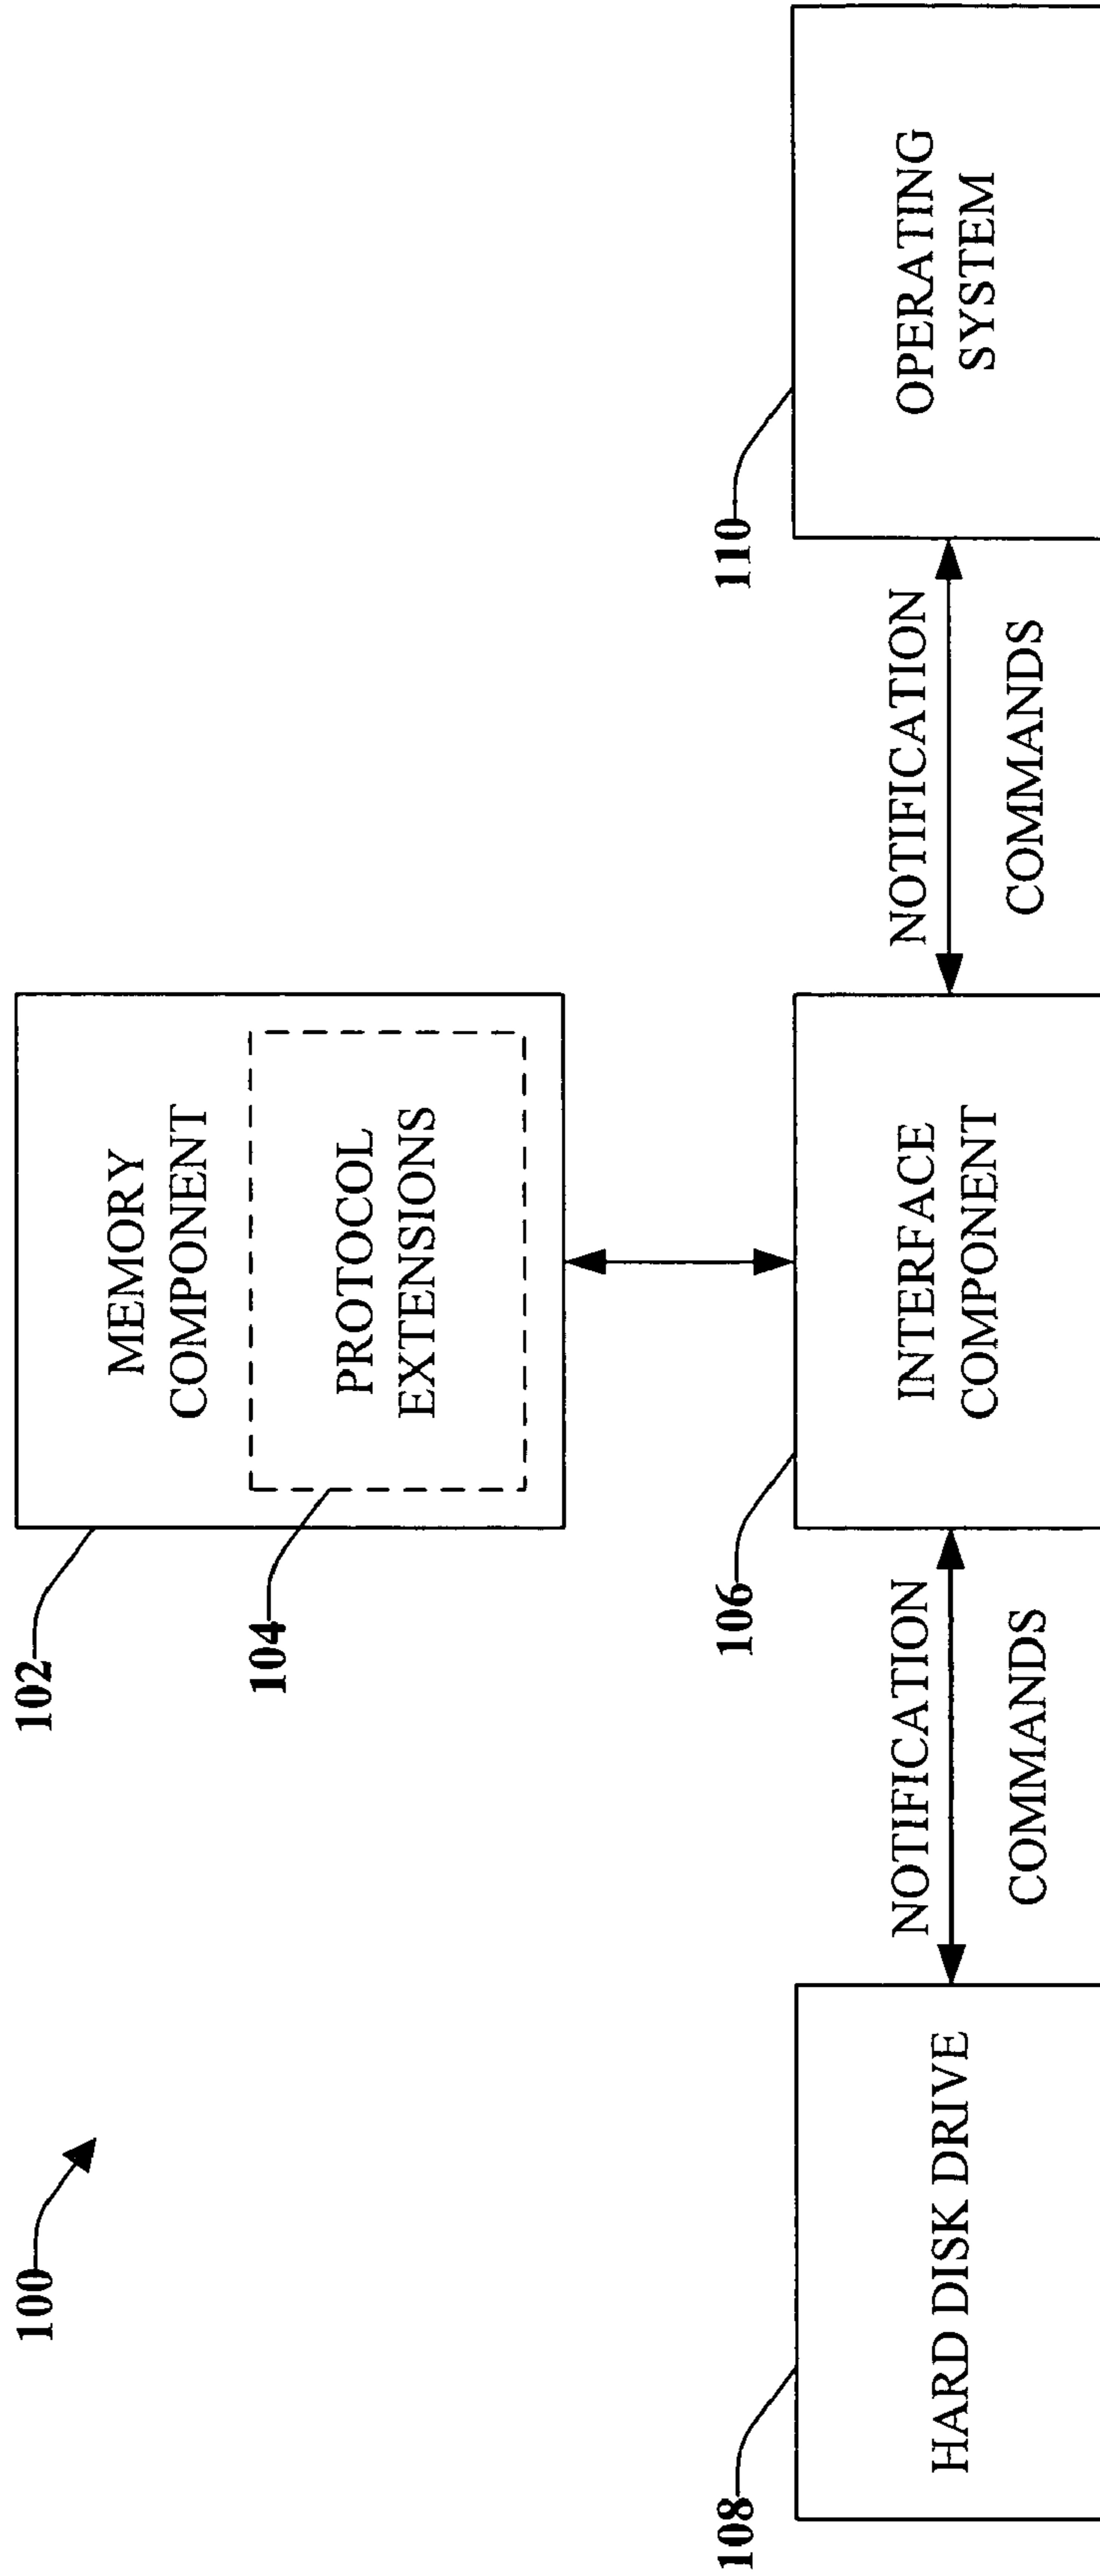 100
102
MEMORY
COMPONENT
104
PROTOCOL
EXTENSIONS
108
HARD DISK DRIVE
NOTIFICATION
COMMANDS
106
INTERFACE
COMPONENT
NOTIFICATION
COMMANDS
110
OPERATING
SYSTEM